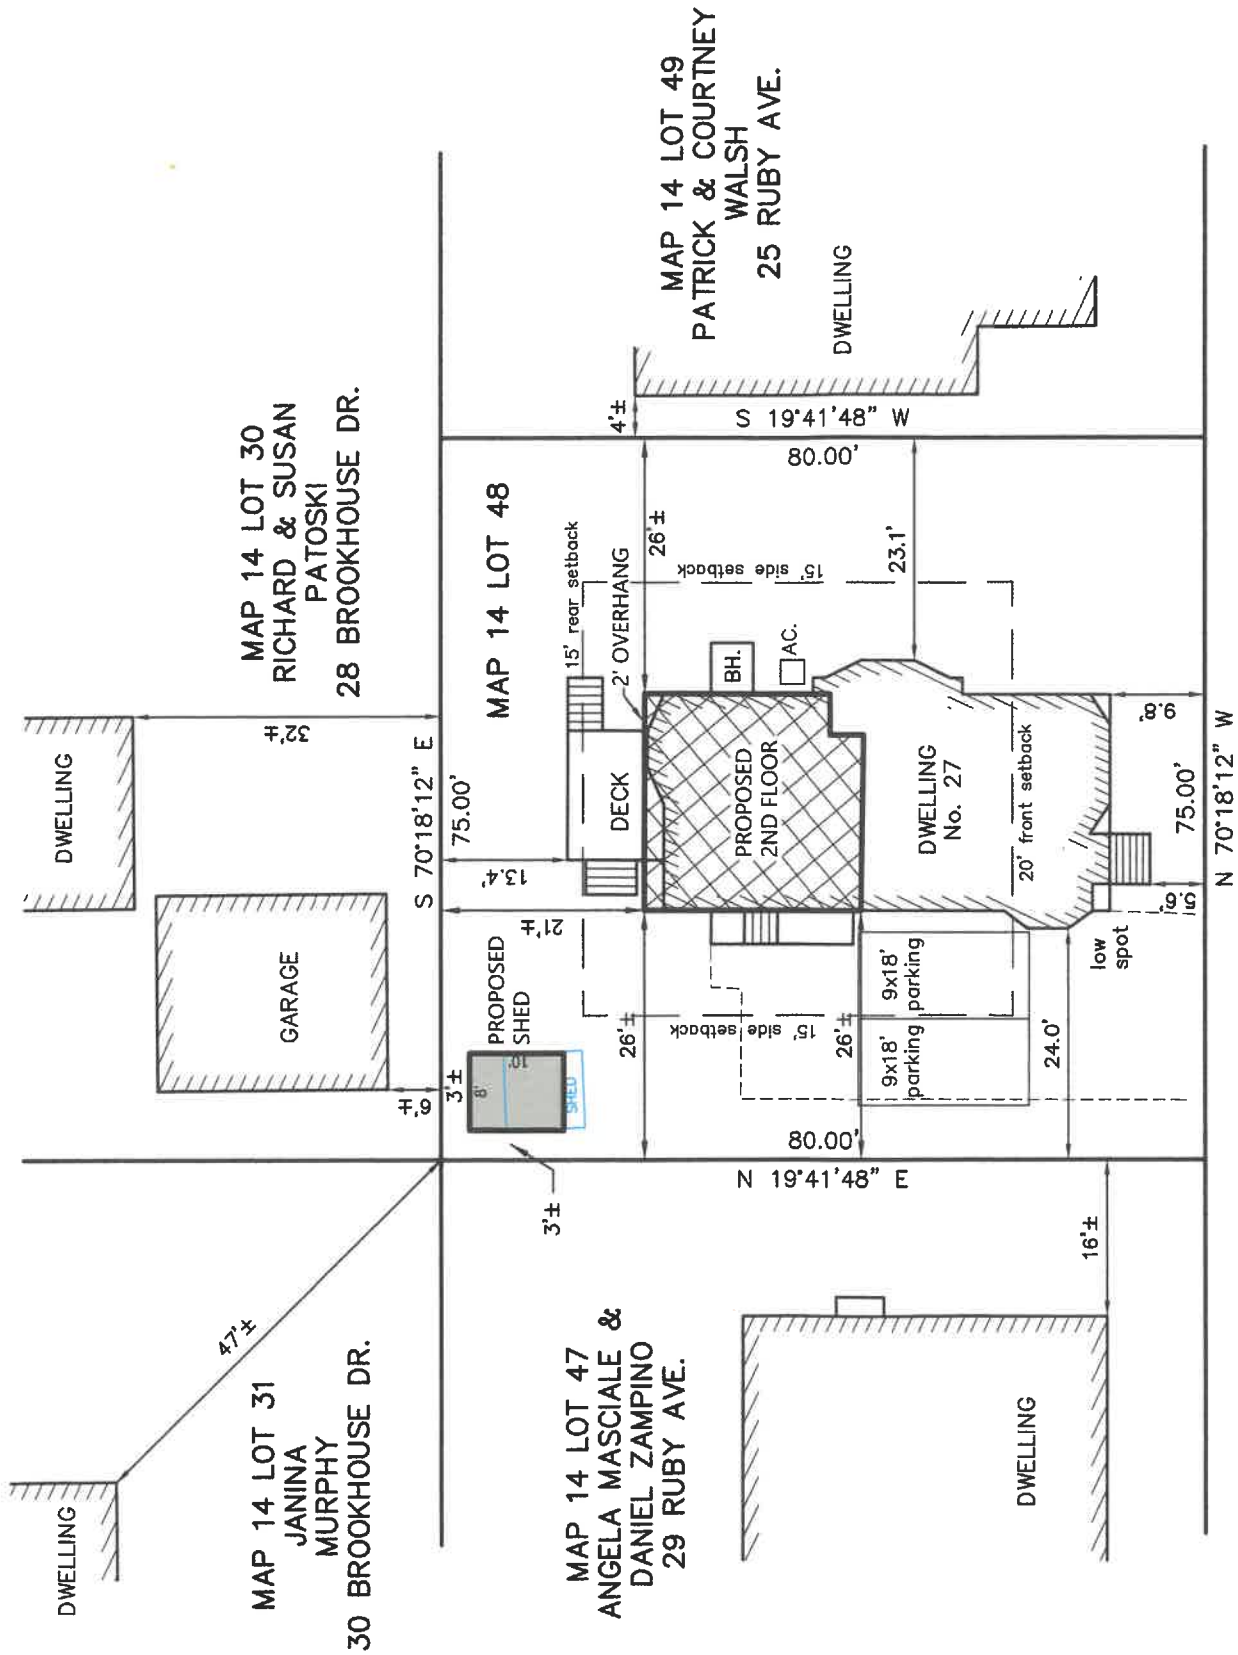 MAP 14 LOT 30
RICHARD & SUSAN
PATOSKI
28 BROOKHOUSE DR.
DWELLING
32'±
GARAGE
6'±
MAP 14 LOT 31
JANINA
MURPHY
30 BROOKHOUSE DR.
DWELLING
47'±
S 70°18'12" E
75.00'
MAP 14 LOT 48
15' rear setback
2' OVERHANG
DECK
13.4'
21'±
PROPOSED
SHED
3'±
8'
10'
SHED
3'±
MAP 14 LOT 47
ANGELA MASCIALE &
DANIEL ZAMPINO
29 RUBY AVE.
DWELLING
16'±
N 19°41'48" E
80.00'
26'±
26'±
24.0'
15' side setback
9x18'
parking
9x18'
parking
low
spot
PROPOSED
2ND FLOOR
DWELLING
No. 27
20' front setback
BH.
AC.
15' side setback
26'±
23.1'
4'±
S 19°41'48" W
80.00'
MAP 14 LOT 49
PATRICK & COURTNEY
WALSH
25 RUBY AVE.
DWELLING
9.8'
5.6'
75.00'
N 70°18'12" W